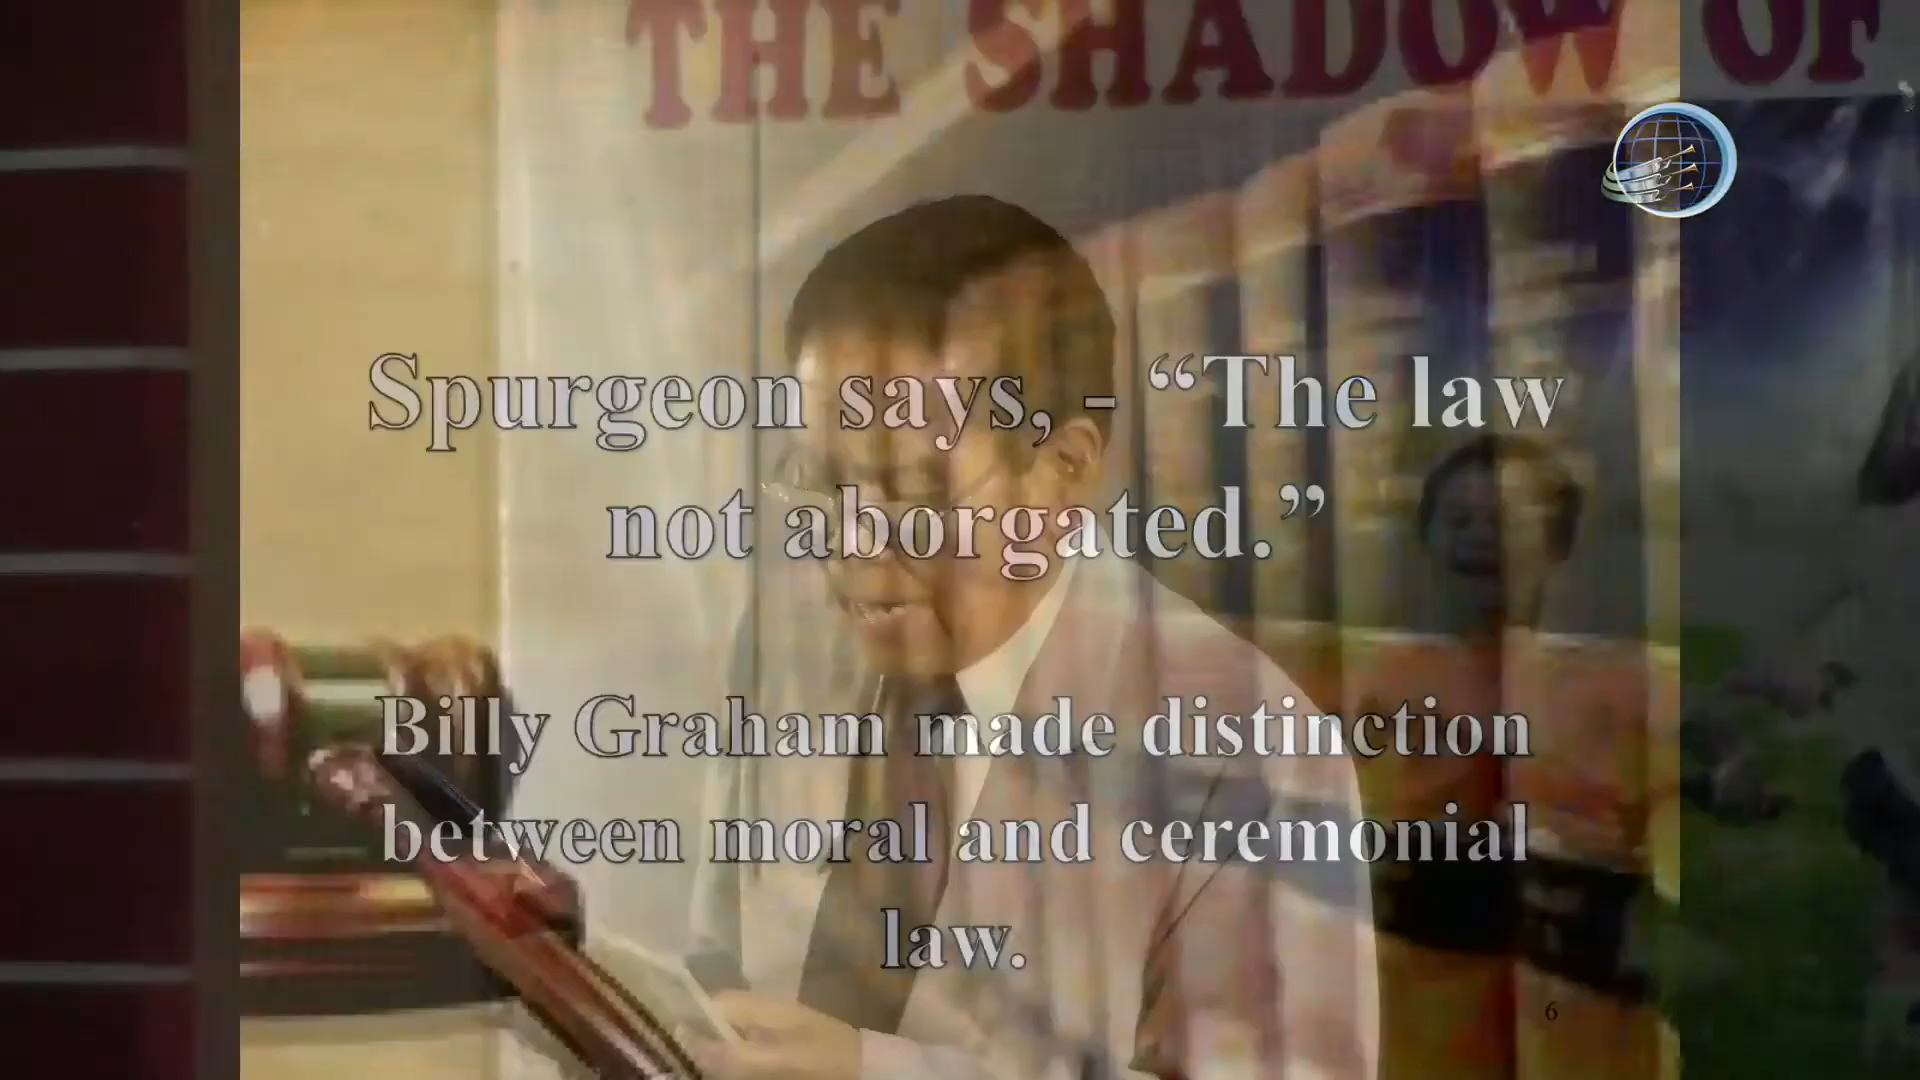 THE SHADOW OF
Spurgeon says, - “The law
not aborgated.”
Billy Graham made distinction
between moral and ceremonial
law.
6